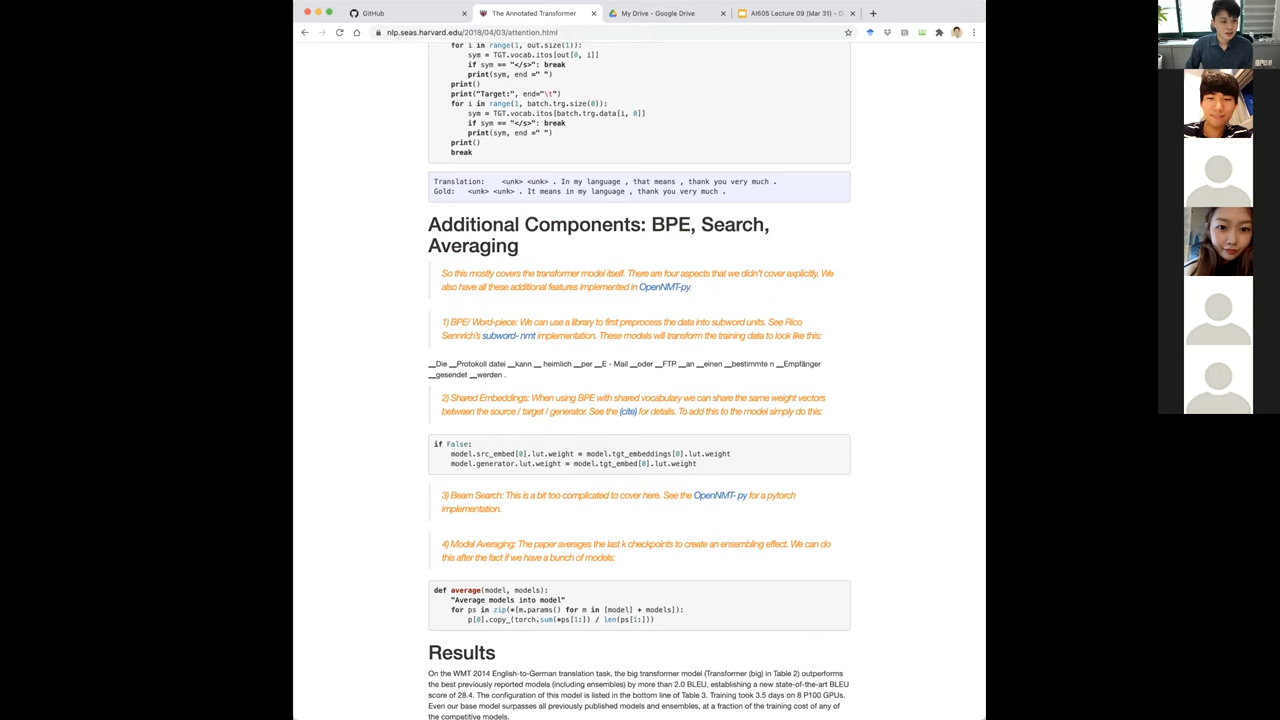 GitHub
The Annotated Transformer
My Drive - Google Drive
AI605 Lecture 09 (Mar 31) - G
nlp.seas.harvard.edu/2018/04/03/attention.html
for i in range(1, out.size(1)):
sym = TGT.vocab.itos[out[0, i]]
if sym == "</s>": break
print(sym, end =" ")
print()
print("Target:", end="\t")
for i in range(1, batch.trg.size(0)):
sym = TGT.vocab.itos[batch.trg.data[i, 0]]
if sym == "</s>": break
print(sym, end =" ")
print()
break
Translation: <unk> <unk> . In my language , that means , thank you very much .
Gold: <unk> <unk> . It means in my language , thank you very much .
Additional Components: BPE, Search,
Averaging
So this mostly covers the transformer model itself. There are four aspects that we didn't cover explicitly. We
also have all these additional features implemented in OpenNMT-py.
1) BPE/ Word-piece: We can use a library to first preprocess the data into subword units. See Rico
Sennrich's subword- nmt implementation. These models will transform the training data to look like this:
▁Die ▁Protokoll datei ▁kann ▁ heimlich ▁per ▁E - Mail ▁oder ▁FTP ▁an ▁einen ▁bestimmte n ▁Empfänger
▁gesendet ▁werden .
2) Shared Embeddings: When using BPE with shared vocabulary we can share the same weight vectors
between the source / target / generator. See the (cite) for details. To add this to the model simply do this:
if False:
model.src_embed[0].lut.weight = model.tgt_embeddings[0].lut.weight
model.generator.lut.weight = model.tgt_embed[0].lut.weight
3) Beam Search: This is a bit too complicated to cover here. See the OpenNMT- py for a pytorch
implementation.
4) Model Averaging: The paper averages the last k checkpoints to create an ensembling effect. We can do
this after the fact if we have a bunch of models:
def average(model, models):
"Average models into model"
for ps in zip(*[m.params() for m in [model] + models]):
p[0].copy_(torch.sum(*ps[1:]) / len(ps[1:]))
Results
On the WMT 2014 English-to-German translation task, the big transformer model (Transformer (big) in Table 2) outperforms
the best previously reported models (including ensembles) by more than 2.0 BLEU, establishing a new state-of-the-art BLEU
score of 28.4. The configuration of this model is listed in the bottom line of Table 3. Training took 3.5 days on 8 P100 GPUs.
Even our base model surpasses all previously published models and ensembles, at a fraction of the training cost of any of
the competitive models.